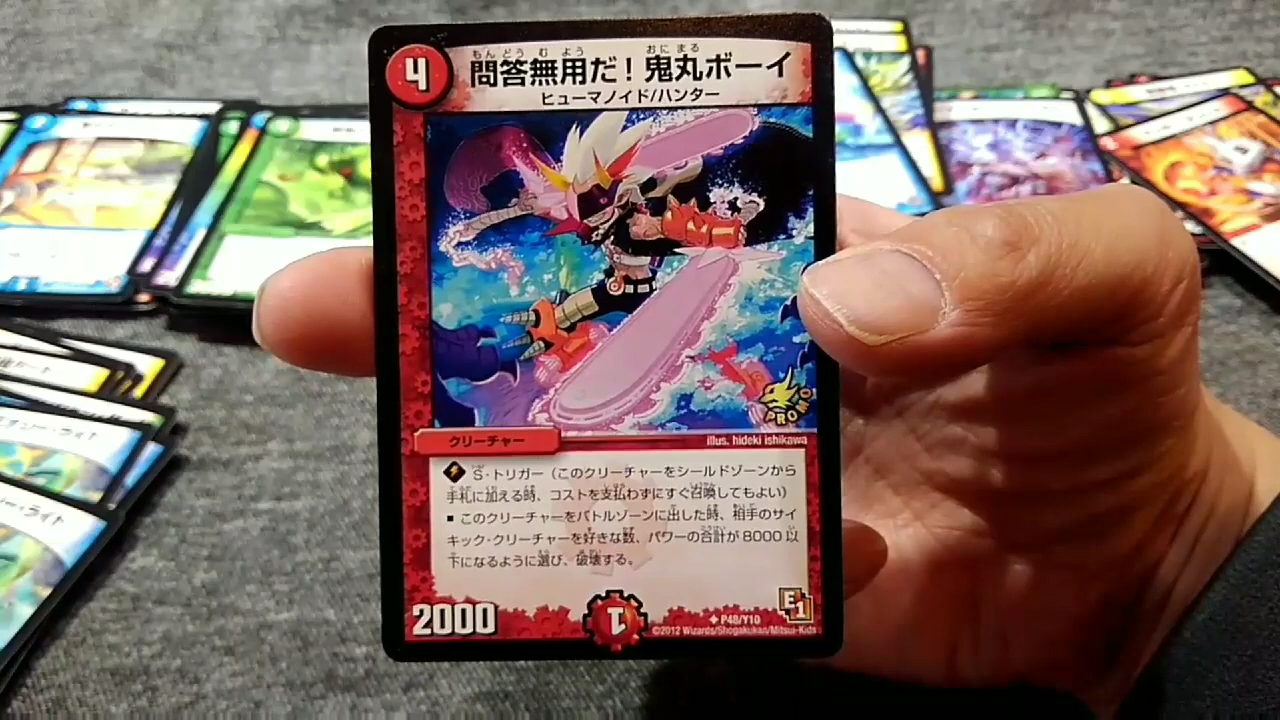 4
もんどう む よう おに まる
問答無用だ!鬼丸ボーイ
ヒューマノイド/ハンター
PROMO
クリーチャー
illus. hideki ishikawa
S・トリガー(このクリーチャーをシールドゾーンから
手札に加える時、コストを支払わずにすぐ召喚してもよい)
■ このクリーチャーをバトルゾーンに出した時、相手のサイ
キック・クリーチャーを好きな数、パワーの合計が8000以
下になるように選び、破壊する。
2000
1
E1
P48/Y10
©2012 Wizards/Shogakukan/Mitsui-Kids
ライト
ー・ライト